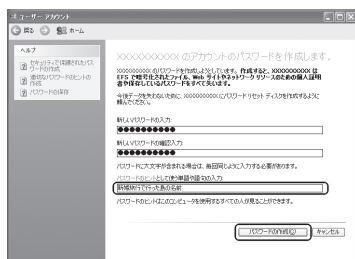 ユーザー アカウント
戻る
ホーム
ヘルプ
セキュリティで保護されたパスワードの作成
適切なパスワードのヒントの作成
パスワードの保存
XXXXXXXXXX のアカウントのパスワードを作成します。
XXXXXXXXXX のパスワードを作成しようとしています。作成すると、XXXXXXXXXX は
EFS で暗号化されたファイル、Web サイトやネットワーク リソースのための個人証明
書や保存しているパスワードをすべて失います。
今後データを失わないために、XXXXXXXXXX にパスワード リセット ディスクを作成するように
頼んでください。
新しいパスワードの入力:
●●●●●●●●●●
新しいパスワードの確認入力:
●●●●●●●●●●
パスワードに大文字が含まれる場合は、毎回同じように入力する必要があります。
パスワードのヒントとして使う単語や語句の入力:
新婚旅行で行った島の名前
パスワードのヒントはこのコンピュータを使用するすべての人が見ることができます。
パスワードの作成(C)
キャンセル